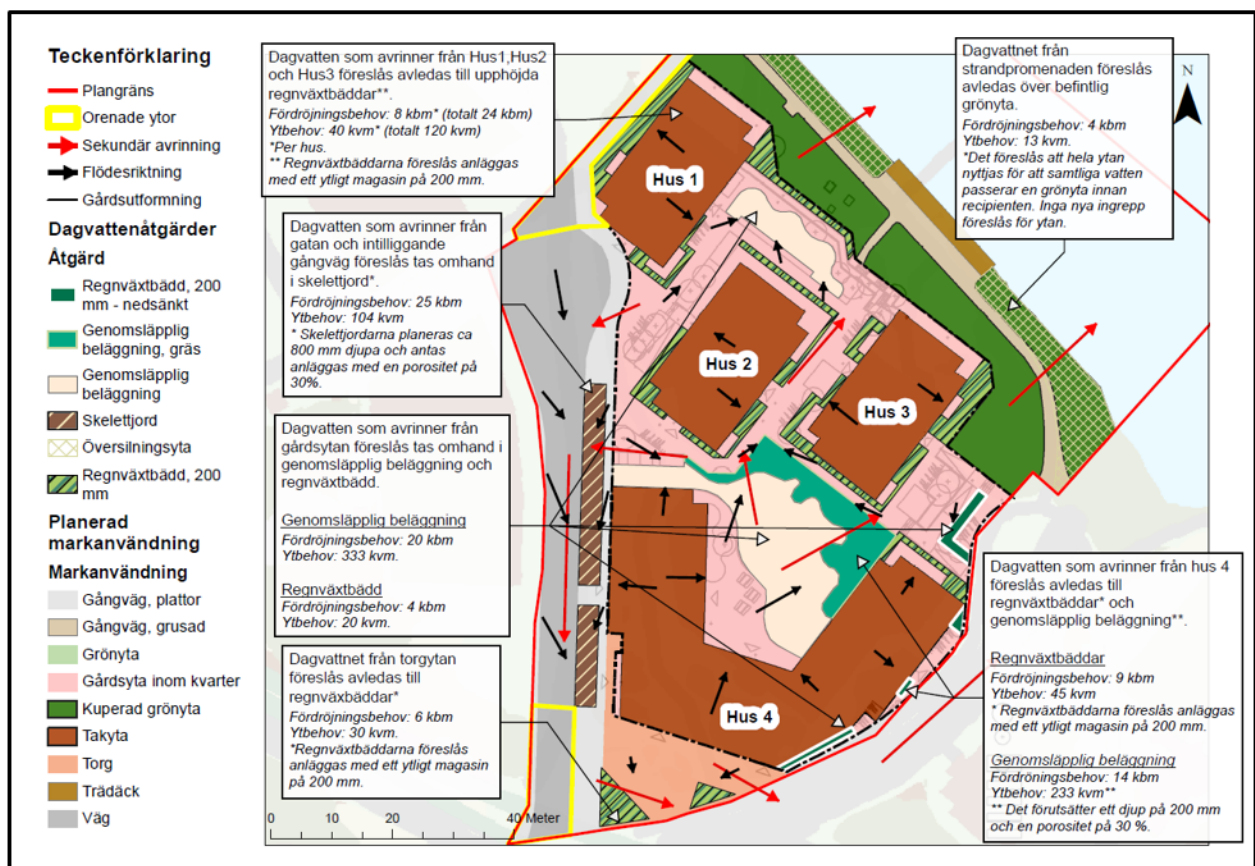 Teckenförklaring
Plangräns
Orenade ytor
Sekundär avrinning
Flödesriktning
Gårdsutformning
Dagvattenåtgärder
Åtgärd
Regnväxtbädd, 200
mm - nedsänkt
Genomsläpplig
beläggning, gräs
Genomsläpplig
beläggning
Skelettjord
Översilningsyta
Regnväxtbädd, 200
mm
Planerad
markanvändning
Markanvändning
Gångväg, plattor
Gångväg, grusad
Grönyta
Gårdsyta inom kvarter
Kuperad grönyta
Takyta
Torg
Trädäck
Väg
Dagvatten som avrinner från Hus1,Hus2
och Hus3 föreslås avledas till upphöjda
regnväxtbäddar**.
Fördröjningsbehov: 8 kbm* (totalt 24 kbm)
Ytbehov: 40 kvm* (totalt 120 kvm)
*Per hus.
** Regnväxtbäddarna föreslås anläggas
med ett ytligt magasin på 200 mm.
Dagvatten som avrinner från
gatan och intilliggande
gångväg föreslås tas omhand
i skelettjord*.
Fördröjningsbehov: 25 kbm
Ytbehov: 104 kvm
* Skelettjordarna planeras ca
800 mm djupa och antas
anläggas med en porositet på
30%.
Dagvatten som avrinner från
gårdsytan föreslås tas omhand i
genomsläpplig beläggning och
regnväxtbädd.
Genomsläpplig beläggning
Fördröjningsbehov: 20 kbm
Ytbehov: 333 kvm.
Regnväxtbädd
Fördröjningsbehov: 4 kbm
Ytbehov: 20 kvm.
Dagvattnet från torgytan
föreslås avledas till
regnväxbäddar*
Fördröjningsbehov: 6 kbm
Ytbehov: 30 kvm.
*Regnväxtbäddarna föreslås
anläggas med ett ytligt magasin
på 200 mm.
Dagvattnet från
strandpromenaden föreslås
avledas över befintlig
grönyta.
Fördröjningsbehov: 4 kbm
Ytbehov: 13 kvm.
*Det föreslås att hela ytan
nyttjas för att samtliga vatten
passerar en grönyta innan
recipienten. Inga nya ingrepp
föreslås för ytan.
N
Hus 1
Hus 2
Hus 3
Hus 4
Dagvatten som avrinner från hus 4
föreslås avledas till
regnväxtbäddar* och
genomsläpplig beläggning**.
Regnväxtbäddar
Fördröjningsbehov: 9 kbm
Ytbehov: 45 kvm
* Regnväxtbäddarna föreslås anläggas
med ett ytligt magasin på 200 mm.
Genomsläpplig beläggning
Fördröjningsbehov: 14 kbm
Ytbehov: 233 kvm**
** Det förutsätter ett djup på 200 mm
och en porositet på 30 %.
0 10 20 40 Meter